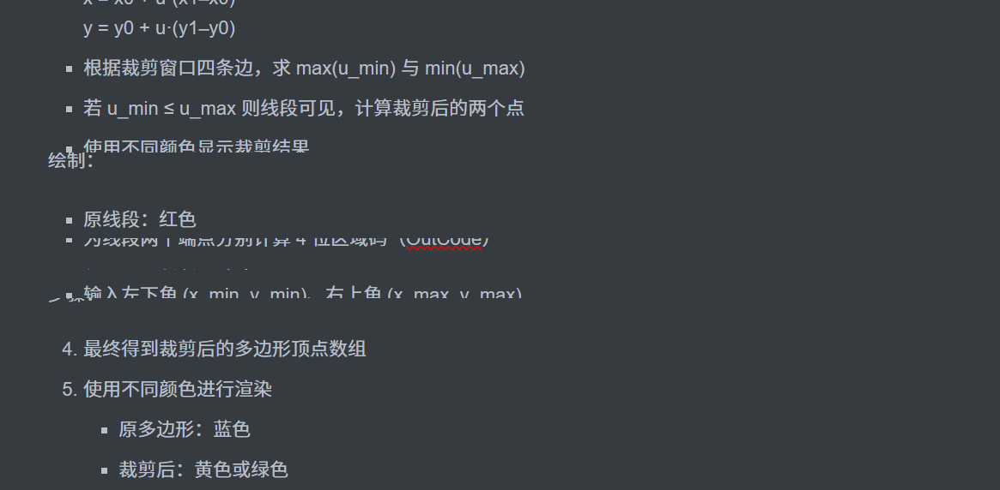 x = x0 + u·(x1–x0)
y = y0 + u·(y1–y0)
根据裁剪窗口四条边，求 max(u_min) 与 min(u_max)
若 u_min ≤ u_max 则线段可见，计算裁剪后的两个点
使用不同颜色显示裁剪结果
绘制：
原线段：红色
为线段两个端点分别计算 4 位区域码（OutCode）
输入左下角 (x_min, y_min)、右上角 (x_max, y_max)
4. 最终得到裁剪后的多边形顶点数组
5. 使用不同颜色进行渲染
原多边形：蓝色
裁剪后：黄色或绿色